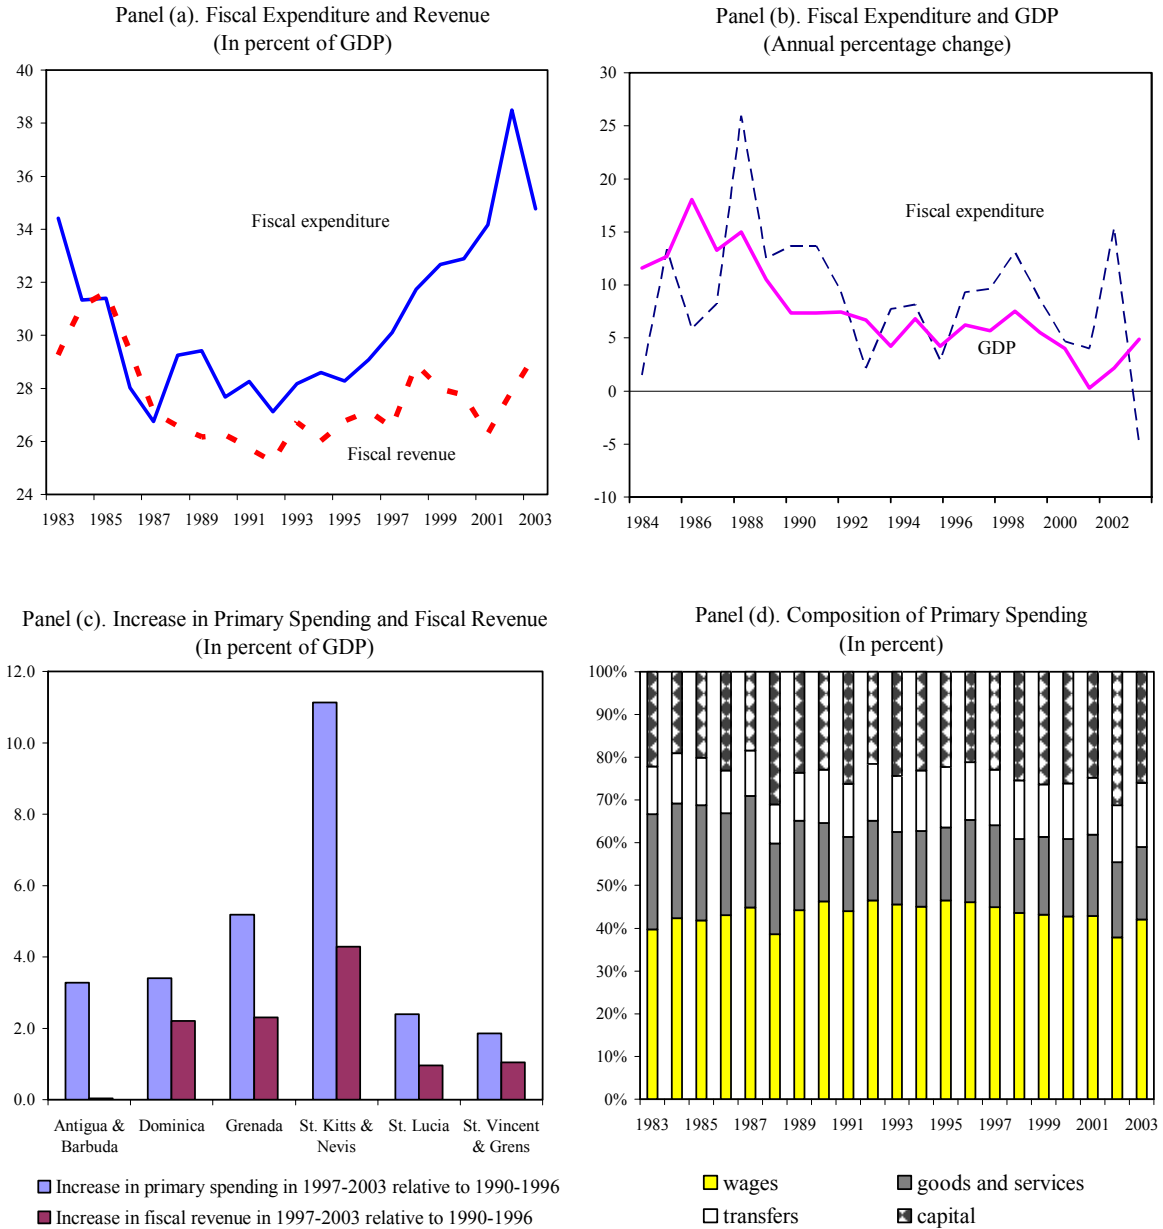 Panel (a). Fiscal Expenditure and Revenue
(In percent of GDP)
40
38
36
34
32
30
28
26
24
Fiscal expenditure
Fiscal revenue
1983 1985 1987 1989 1991 1993 1995 1997 1999 2001 2003
Panel (b). Fiscal Expenditure and GDP
(Annual percentage change)
30
25
20
15
10
5
0
-5
-10
Fiscal expenditure
GDP
1984 1986 1988 1990 1992 1994 1996 1998 2000 2002
Panel (c). Increase in Primary Spending and Fiscal Revenue
(In percent of GDP)
12.0
10.0
8.0
6.0
4.0
2.0
0.0
Antigua & Barbuda
Dominica
Grenada
St. Kitts & Nevis
St. Lucia
St. Vincent & Grens
Increase in primary spending in 1997-2003 relative to 1990-1996
Increase in fiscal revenue in 1997-2003 relative to 1990-1996
Panel (d). Composition of Primary Spending
(In percent)
100%
90%
80%
70%
60%
50%
40%
30%
20%
10%
0%
1983 1985 1987 1989 1991 1993 1995 1997 1999 2001 2003
wages
goods and services
transfers
capital